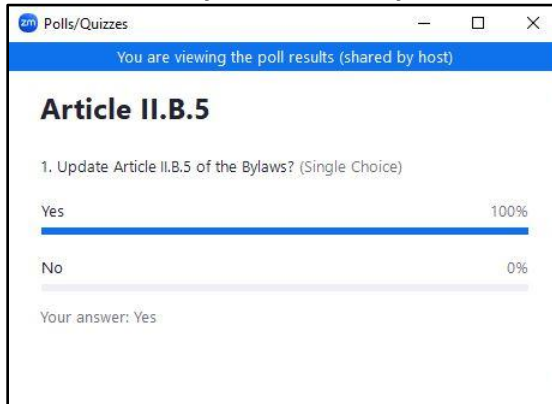 zm Polls/Quizzes
You are viewing the poll results (shared by host)
Article II.B.5
1. Update Article II.B.5 of the Bylaws? (Single Choice)
Yes 100%
No 0%
Your answer: Yes